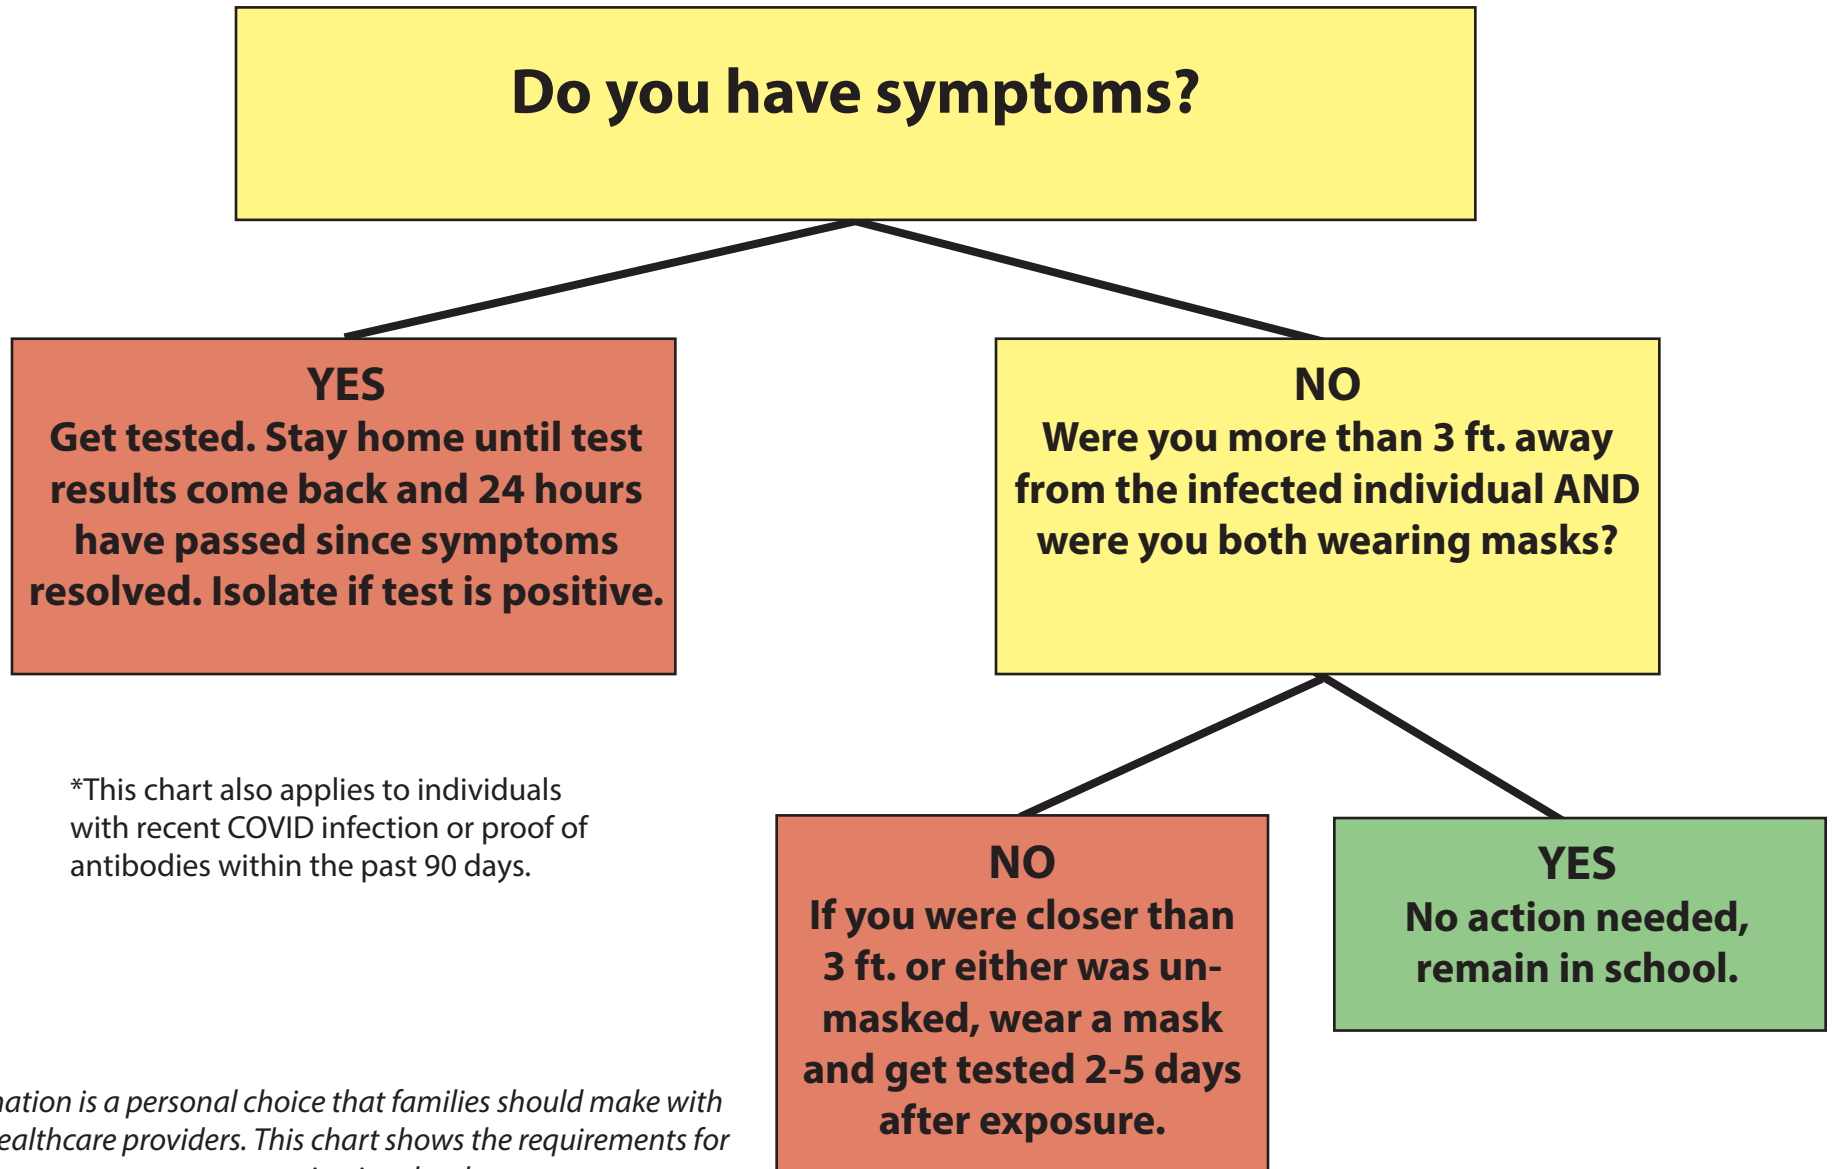 Do you have symptoms?
YES
Get tested. Stay home until test
results come back and 24 hours
have passed since symptoms
resolved. Isolate if test is positive.
NO
Were you more than 3 ft. away
from the infected individual AND
were you both wearing masks?
*This chart also applies to individuals
with recent COVID infection or proof of
antibodies within the past 90 days.
NO
If you were closer than
3 ft. or either was un-
masked, wear a mask
and get tested 2-5 days
after exposure.
YES
No action needed,
remain in school.
is a personal choice that families should make with
providers. This chart shows the requirements for